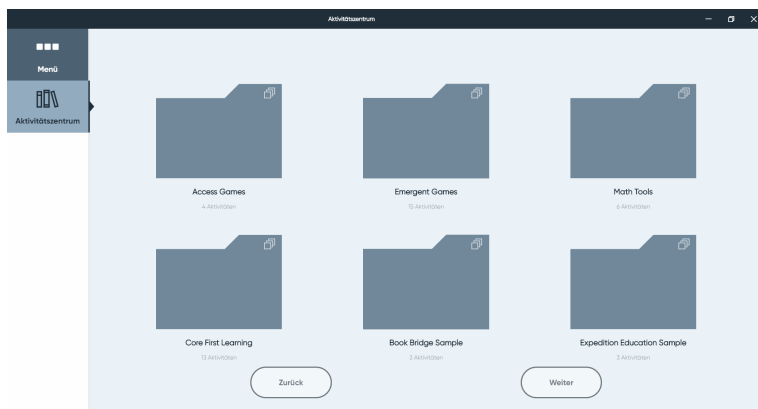 Aktivitätszentrum
Menü
Aktivitätszentrum
Access Games
4 Aktivitäten
Emergent Games
15 Aktivitäten
Math Tools
6 Aktivitäten
Core First Learning
13 Aktivitäten
Book Bridge Sample
3 Aktivitäten
Expedition Education Sample
3 Aktivitäten
Zurück
Weiter